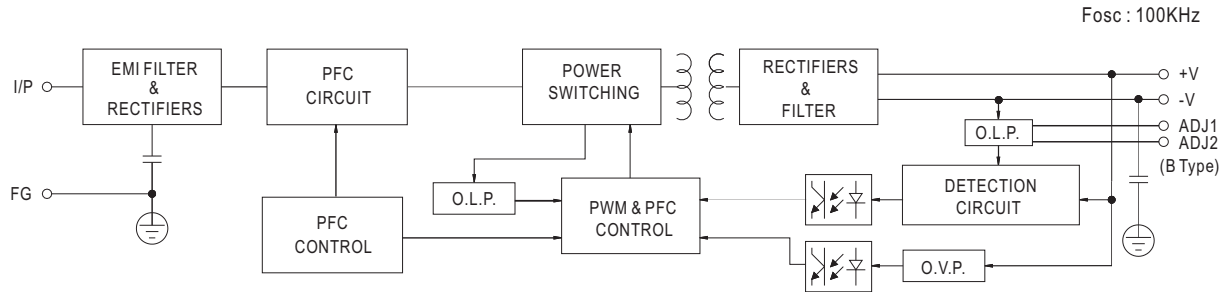 Fosc : 100KHz
I/P
EMI FILTER
&
RECTIFIERS
PFC
CIRCUIT
POWER
SWITCHING
RECTIFIERS
&
FILTER
+V
-V
O.L.P.
ADJ1
ADJ2
(B Type)
FG
O.L.P.
PFC
CONTROL
PWM & PFC
CONTROL
DETECTION
CIRCUIT
O.V.P.